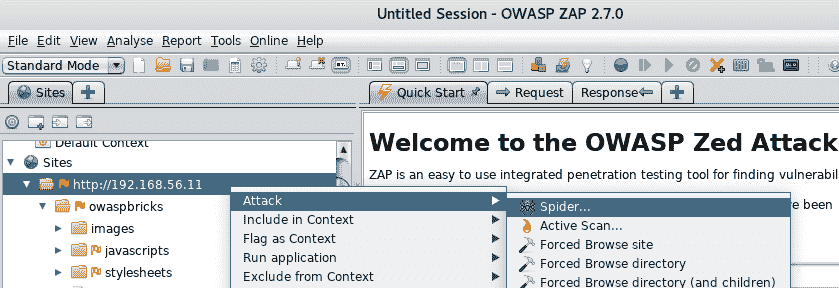 Untitled Session - OWASP ZAP 2.7.0
File Edit View Analyse Report Tools Online Help
Standard Mode
Sites
Quick Start
Request
Response
Default Context
Sites
http://192.168.56.11
owaspbricks
images
javascripts
stylesheets
Welcome to the OWASP Zed Attack
ZAP is an easy to use integrated penetration testing tool for finding
ve been
Attack
Include in Context
Flag as Context
Run application
Exclude from Context
Spider...
Active Scan...
Forced Browse site
Forced Browse directory
Forced Browse directory (and children)